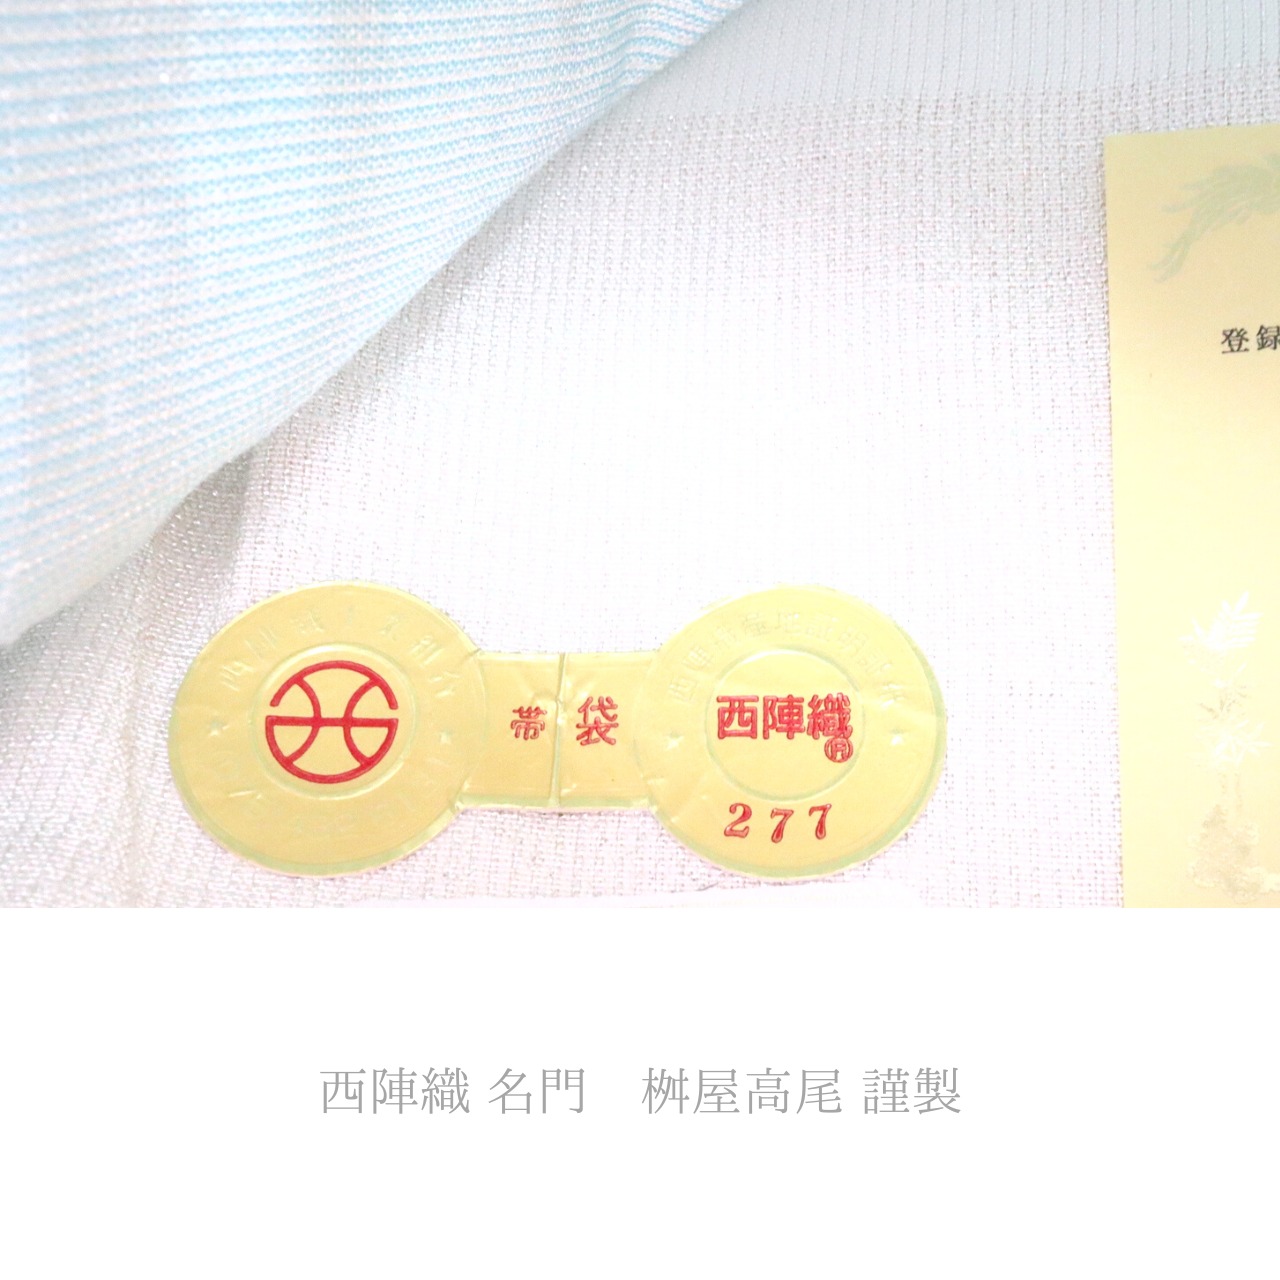 登録
帯 袋
西陣織
277
西陣織 名門　桝屋高尾 謹製